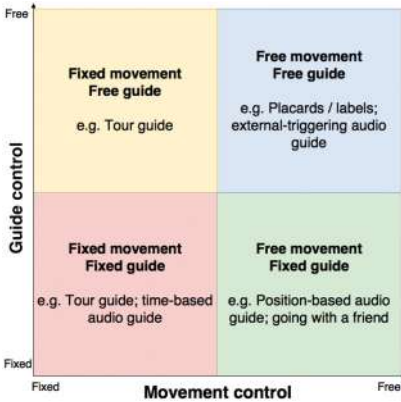 Free
Guide control
Fixed
Fixed movement
Free guide
e.g. Tour guide
Free movement
Free guide
e.g. Placards / labels;
external-triggering audio
guide
Fixed movement
Fixed guide
e.g. Tour guide; time-based
audio guide
Free movement
Fixed guide
e.g. Position-based audio
guide; going with a friend
Fixed
Movement control
Free